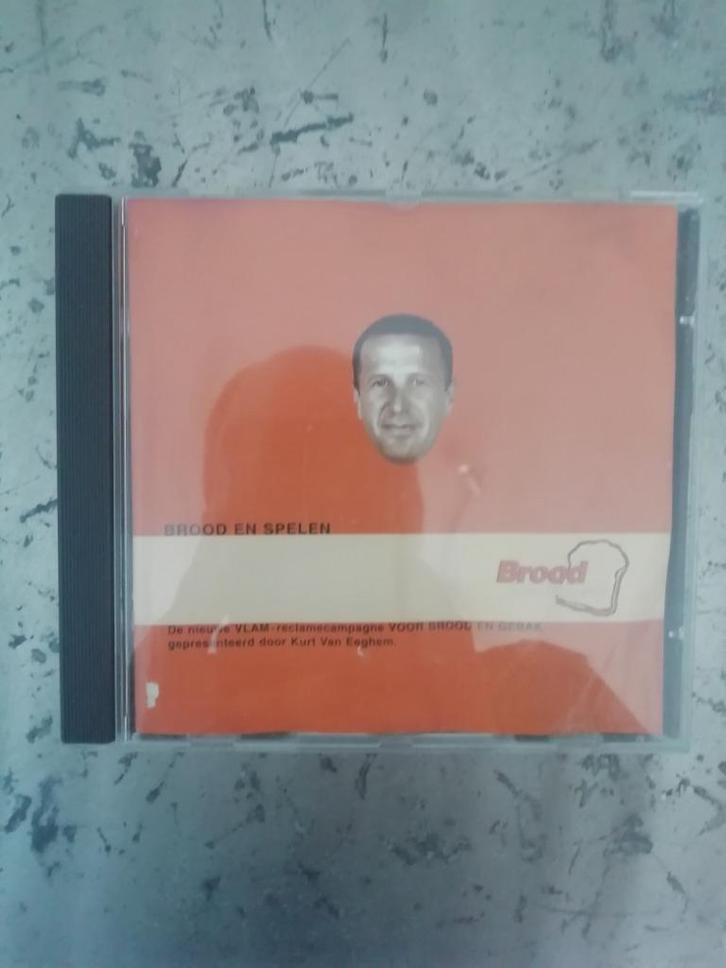 BROOD EN SPELEN
Brood
De nieuwe VLAM-reclamecampagne VOOR BROOD EN GEBAK
gepresenteerd door Kurt Van Eeghem.